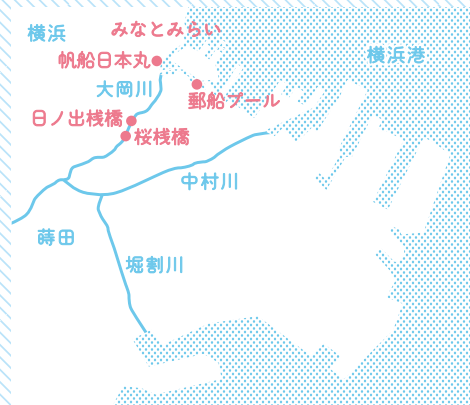 みなとみらい
横浜
帆船日本丸
横浜港
大岡川
郵船プール
日ノ出桟橋
桜桟橋
中村川
蒔田
堀割川